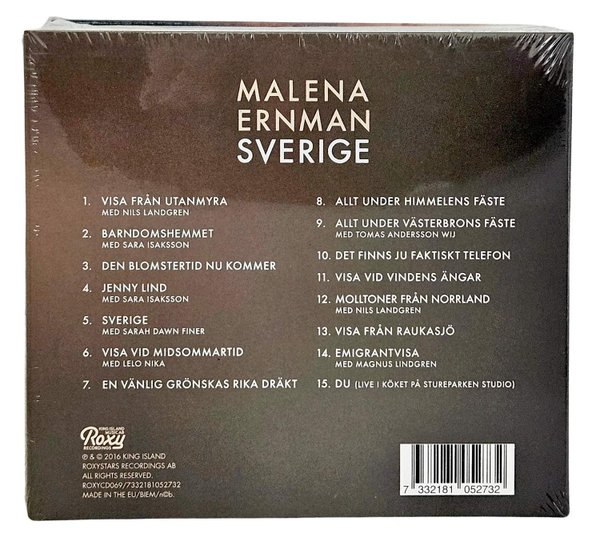 MALENA
ERNMAN
SVERIGE
1. VISA FRÅN UTANMYRA
MED NILS LANDGREN
2. BARNDOMSHEMMET
MED SARA ISAKSSON
3. DEN BLOMSTERTID NU KOMMER
4. JENNY LIND
MED SARA ISAKSSON
5. SVERIGE
MED SARAH DAWN FINER
6. VISA VID MIDSOMMARTID
MED LELO NIKA
7. EN VÄNLIG GRÖNSKAS RIKA DRÄKT
8. ALLT UNDER HIMMELENS FÄSTE
9. ALLT UNDER VÄSTERBRONS FÄSTE
MED TOMAS ANDERSSON WIJ
10. DET FINNS JU FAKTISKT TELEFON
11. VISA VID VINDENS ÄNGAR
12. MOLLTONER FRÅN NORRLAND
MED NILS LANDGREN
13. VISA FRÅN RAUKASJÖ
14. EMIGRANTVISA
MED MAGNUS LINDGREN
15. DU (LIVE I KÖKET PÅ STUREPARKEN STUDIO)
KING ISLAND
MUSIC AB
Roxy
RECORDINGS
℗ & © 2016 KING ISLAND
ROXYSTARS RECORDINGS AB
ALL RIGHTS RESERVED.
ROXYCD069/7332181052732
MADE IN THE EU/BIEM/n©b.
7 332181 052732